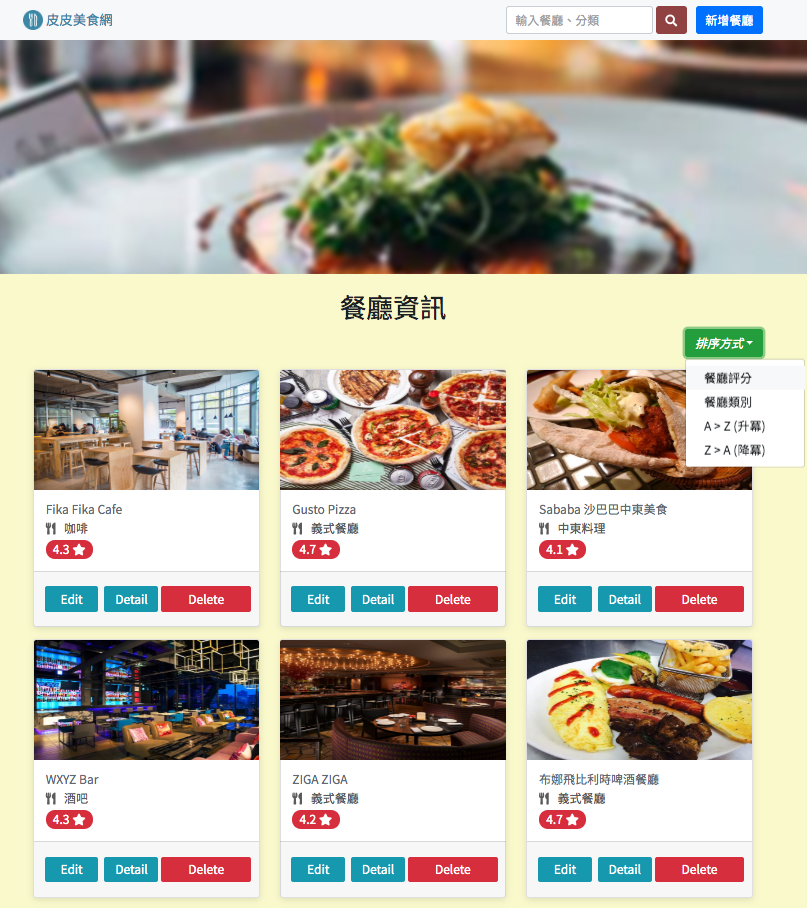 皮皮美食網
輸入餐廳、分類
新增餐廳
餐廳資訊
排序方式
餐廳評分
餐廳類別
A > Z (升冪)
Z > A (降冪)
Fika Fika Cafe
咖啡
4.3
Edit Detail Delete
Gusto Pizza
義式餐廳
4.7
Edit Detail Delete
Sababa 沙巴巴中東美食
中東料理
4.1
Edit Detail Delete
WXYZ Bar
酒吧
4.3
Edit Detail Delete
ZIGA ZIGA
義式餐廳
4.2
Edit Detail Delete
布娜飛比利時啤酒餐廳
義式餐廳
4.7
Edit Detail Delete